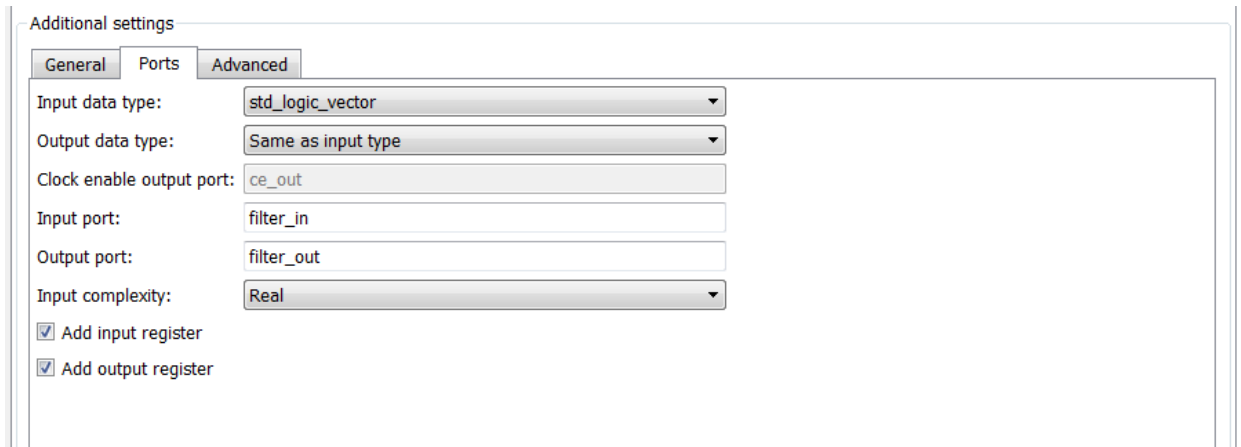 Additional settings
General Ports Advanced
Input data type: std_logic_vector
Output data type: Same as input type
Clock enable output port: ce_out
Input port: filter_in
Output port: filter_out
Input complexity: Real
Add input register
Add output register